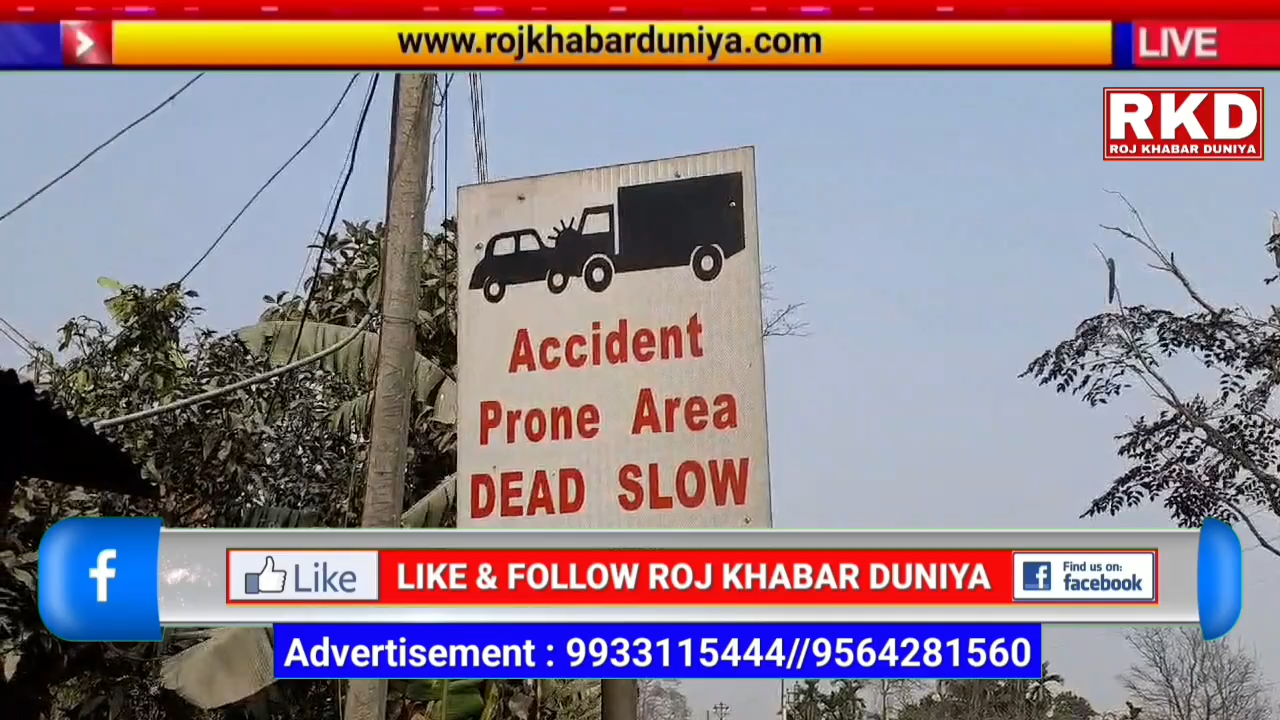 www.rojkhabarduniya.com
LIVE
RKD
ROJ KHABAR DUNIYA
Accident
Prone Area
DEAD SLOW
f
Like
LIKE & FOLLOW ROJ KHABAR DUNIYA
f
Find us on:
facebook
Advertisement : 9933115444//9564281560